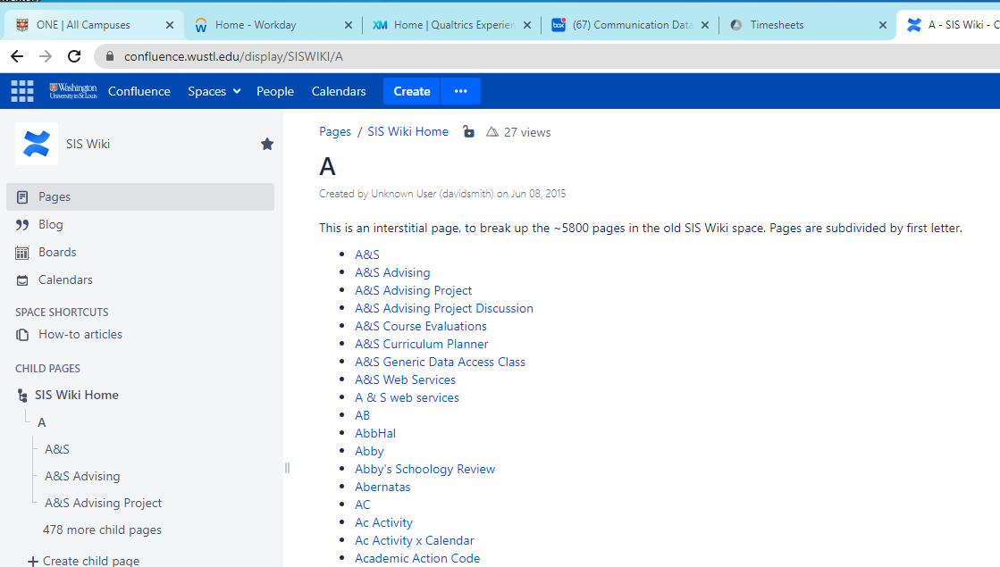 ONE | All Campuses
Home - Workday
XM Home | Qualtrics Experien
box (67) Communication Data
Timesheets
A - SIS Wiki - C
confluence.wustl.edu/display/SISWIKI/A
Washington University in St. Louis Confluence Spaces People Calendars Create ...
SIS Wiki
Pages
Blog
Boards
Calendars
SPACE SHORTCUTS
How-to articles
CHILD PAGES
SIS Wiki Home
A
A&S
A&S Advising
A&S Advising Project
478 more child pages
+ Create child page
Pages / SIS Wiki Home 27 views
A
Created by Unknown User (davidsmith) on Jun 08, 2015
This is an interstitial page, to break up the ~5800 pages in the old SIS Wiki space. Pages are subdivided by first letter.
• A&S
• A&S Advising
• A&S Advising Project
• A&S Advising Project Discussion
• A&S Course Evaluations
• A&S Curriculum Planner
• A&S Generic Data Access Class
• A&S Web Services
• A & S web services
• AB
• AbbHal
• Abby
• Abby's Schoology Review
• Abernatas
• AC
• Ac Activity
• Ac Activity x Calendar
• Academic Action Code